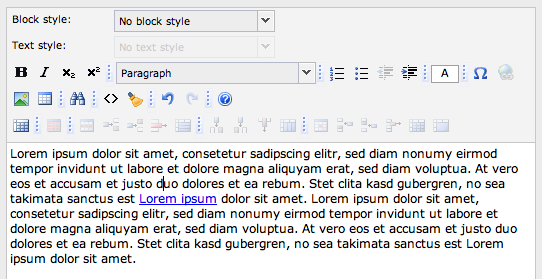 Block style: No block style
Text style: No text style
B I x₂ x² Paragraph A Ω
Lorem ipsum dolor sit amet, consetetur sadipscing elitr, sed diam nonumy eirmod
tempor invidunt ut labore et dolore magna aliquyam erat, sed diam voluptua. At vero
eos et accusam et justo duo dolores et ea rebum. Stet clita kasd gubergren, no sea
takimata sanctus est Lorem ipsum dolor sit amet. Lorem ipsum dolor sit amet,
consetetur sadipscing elitr, sed diam nonumy eirmod tempor invidunt ut labore et
dolore magna aliquyam erat, sed diam voluptua. At vero eos et accusam et justo duo
dolores et ea rebum. Stet clita kasd gubergren, no sea takimata sanctus est Lorem
ipsum dolor sit amet.